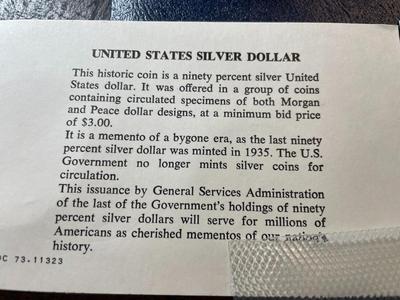 UNITED STATES SILVER DOLLAR
This historic coin is a ninety percent silver United
States dollar. It was offered in a group of coins
containing circulated specimens of both Morgan
and Peace dollar designs, at a minimum bid price
of $3.00.
It is a memento of a bygone era, as the last ninety
percent silver dollar was minted in 1935. The U.S.
Government no longer mints silver coins for
circulation.
This issuance by General Services Administration
of the last of the Government's holdings of ninety
percent silver dollars will serve for millions of
Americans as cherished mementos of our nation's
history.
OC 73.11323